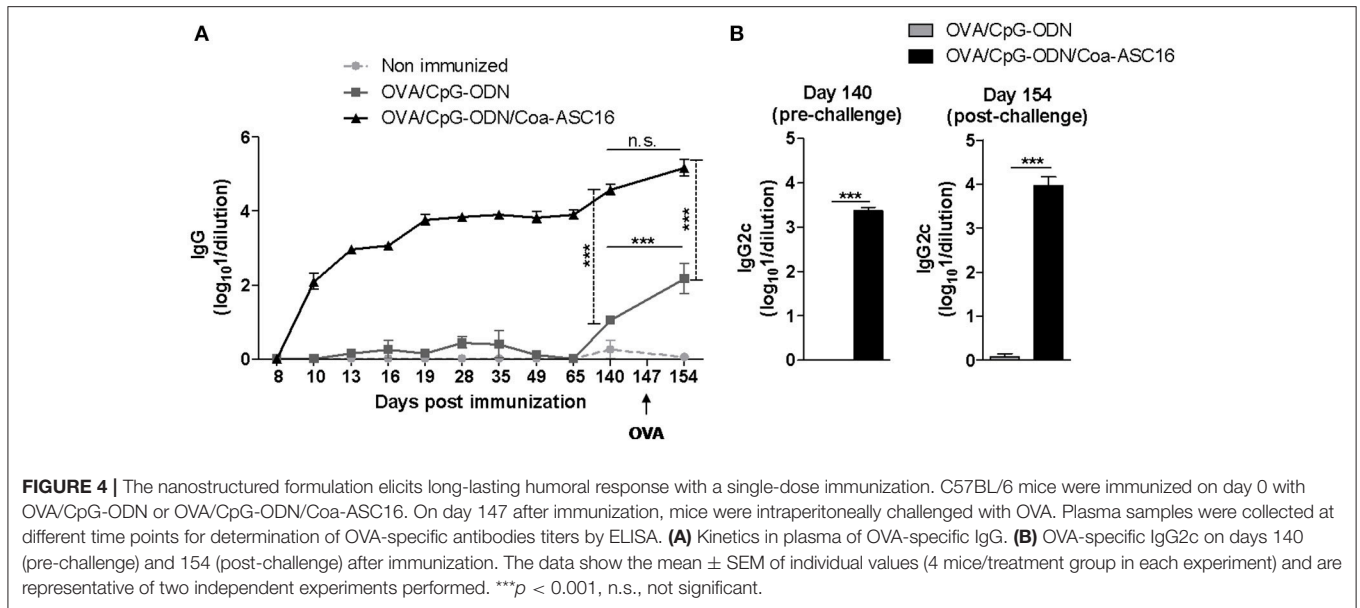 A
Non immunized
OVA/CpG-ODN
OVA/CpG-ODN/Coa-ASC16
IgG
(log₁₀1/dilution)
6
4
2
0
n.s.
***
***
***
8 10 13 16 19 28 35 49 65 140 147 154
Days post immunization
OVA
B
OVA/CpG-ODN
OVA/CpG-ODN/Coa-ASC16
Day 140
(pre-challenge)
IgG2c
(log₁₀1/dilution)
5
4
3
2
1
0
***
Day 154
(post-challenge)
IgG2c
(log₁₀1/dilution)
5
4
3
2
1
0
***
FIGURE 4 | The nanostructured formulation elicits long-lasting humoral response with a single-dose immunization. C57BL/6 mice were immunized on day 0 with
OVA/CpG-ODN or OVA/CpG-ODN/Coa-ASC16. On day 147 after immunization, mice were intraperitoneally challenged with OVA. Plasma samples were collected at
different time points for determination of OVA-specific antibodies titers by ELISA. (A) Kinetics in plasma of OVA-specific IgG. (B) OVA-specific IgG2c on days 140
(pre-challenge) and 154 (post-challenge) after immunization. The data show the mean ± SEM of individual values (4 mice/treatment group in each experiment) and are
representative of two independent experiments performed. ***p < 0.001, n.s., not significant.